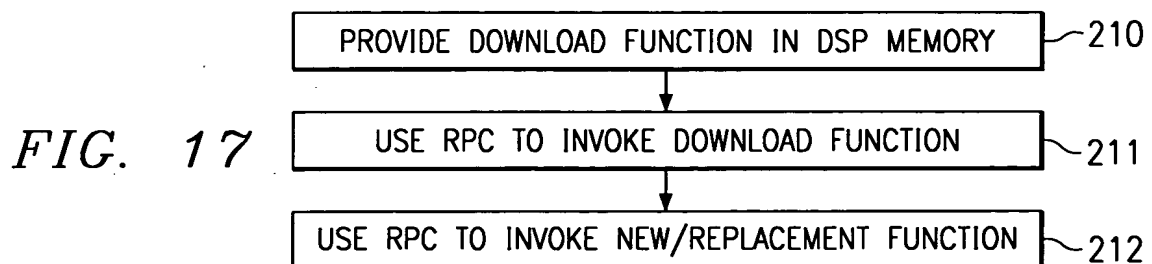 PROVIDE DOWNLOAD FUNCTION IN DSP MEMORY 210
FIG. 17 USE RPC TO INVOKE DOWNLOAD FUNCTION 211
USE RPC TO INVOKE NEW/REPLACEMENT FUNCTION 212